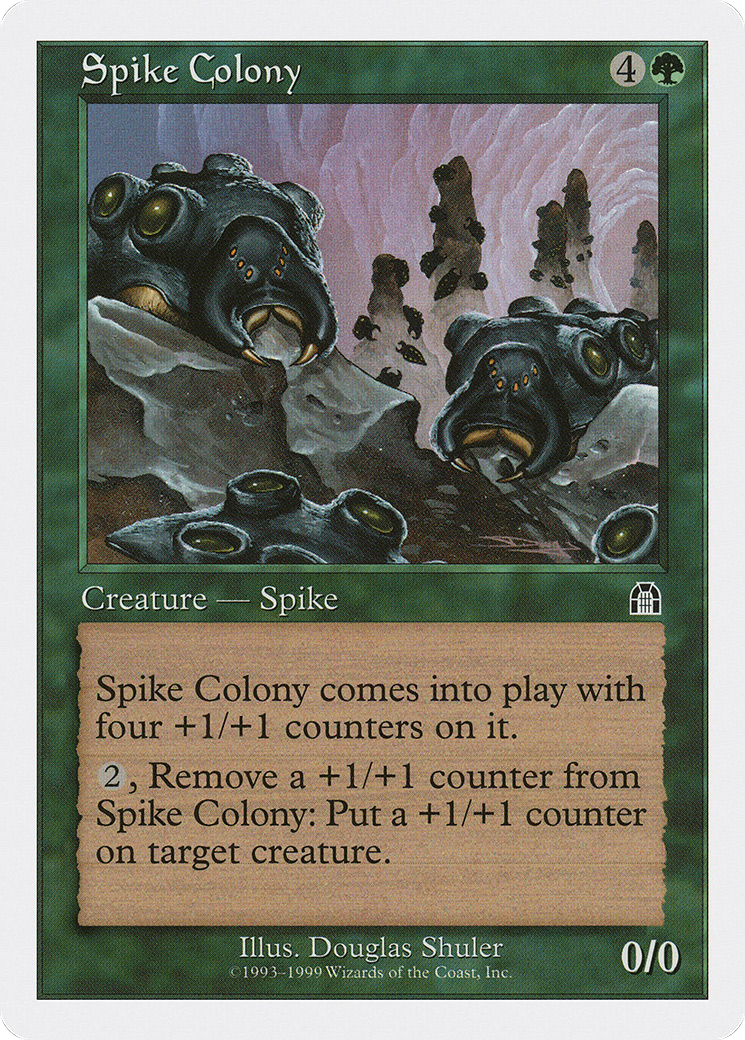 Spike Colony 4
Creature — Spike
Spike Colony comes into play with
four +1/+1 counters on it.
2, Remove a +1/+1 counter from
Spike Colony: Put a +1/+1 counter
on target creature.
Illus. Douglas Shuler
©1993–1999 Wizards of the Coast, Inc.
0/0